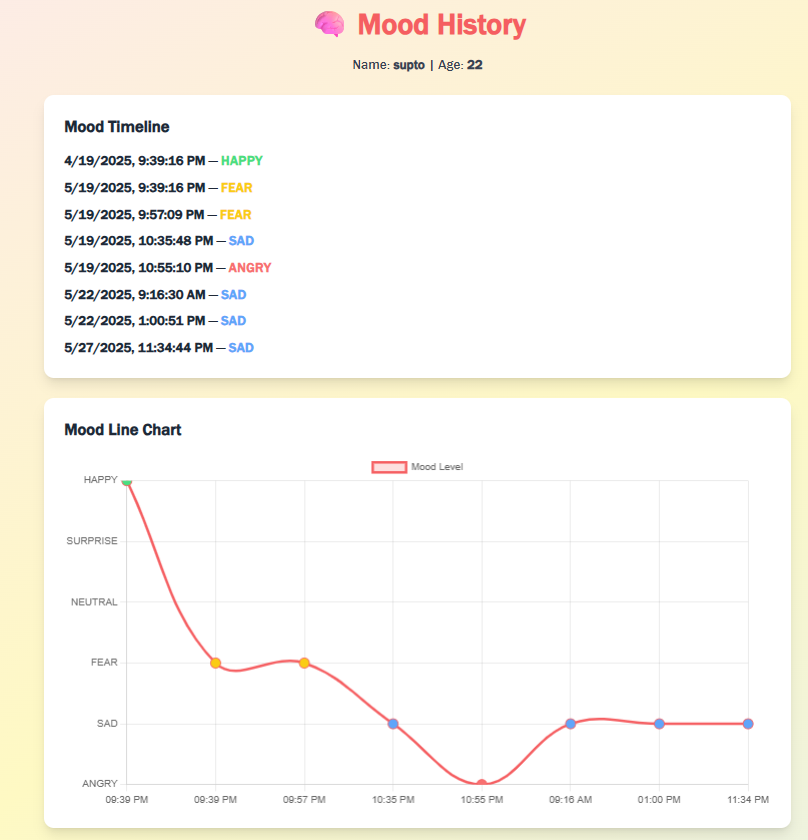 Mood History
Name: supto | Age: 22
Mood Timeline
4/19/2025, 9:39:16 PM — HAPPY
5/19/2025, 9:39:16 PM — FEAR
5/19/2025, 9:57:09 PM — FEAR
5/19/2025, 10:35:48 PM — SAD
5/19/2025, 10:55:10 PM — ANGRY
5/22/2025, 9:16:30 AM — SAD
5/22/2025, 1:00:51 PM — SAD
5/27/2025, 11:34:44 PM — SAD
Mood Line Chart
Mood Level
HAPPY
SURPRISE
NEUTRAL
FEAR
SAD
ANGRY
09:39 PM 09:39 PM 09:57 PM 10:35 PM 10:55 PM 09:16 AM 01:00 PM 11:34 PM